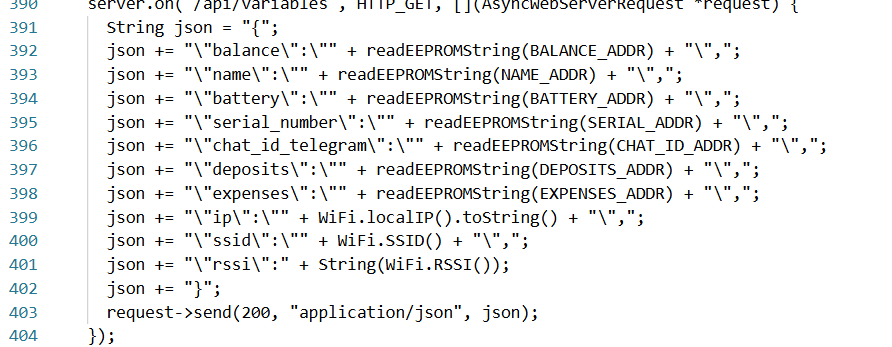 390 server.on("/api/variables", HTTP_GET, [](AsyncWebServerRequest *request) {
391 String json = "{";
392 json += "\"balance\":\"" + readEEPROMString(BALANCE_ADDR) + "\",";
393 json += "\"name\":\"" + readEEPROMString(NAME_ADDR) + "\",";
394 json += "\"battery\":\"" + readEEPROMString(BATTERY_ADDR) + "\",";
395 json += "\"serial_number\":\"" + readEEPROMString(SERIAL_ADDR) + "\",";
396 json += "\"chat_id_telegram\":\"" + readEEPROMString(CHAT_ID_ADDR) + "\",";
397 json += "\"deposits\":\"" + readEEPROMString(DEPOSITS_ADDR) + "\",";
398 json += "\"expenses\":\"" + readEEPROMString(EXPENSES_ADDR) + "\",";
399 json += "\"ip\":\"" + WiFi.localIP().toString() + "\",";
400 json += "\"ssid\":\"" + WiFi.SSID() + "\",";
401 json += "\"rssi\":" + String(WiFi.RSSI());
402 json += "}";
403 request->send(200, "application/json", json);
404 });